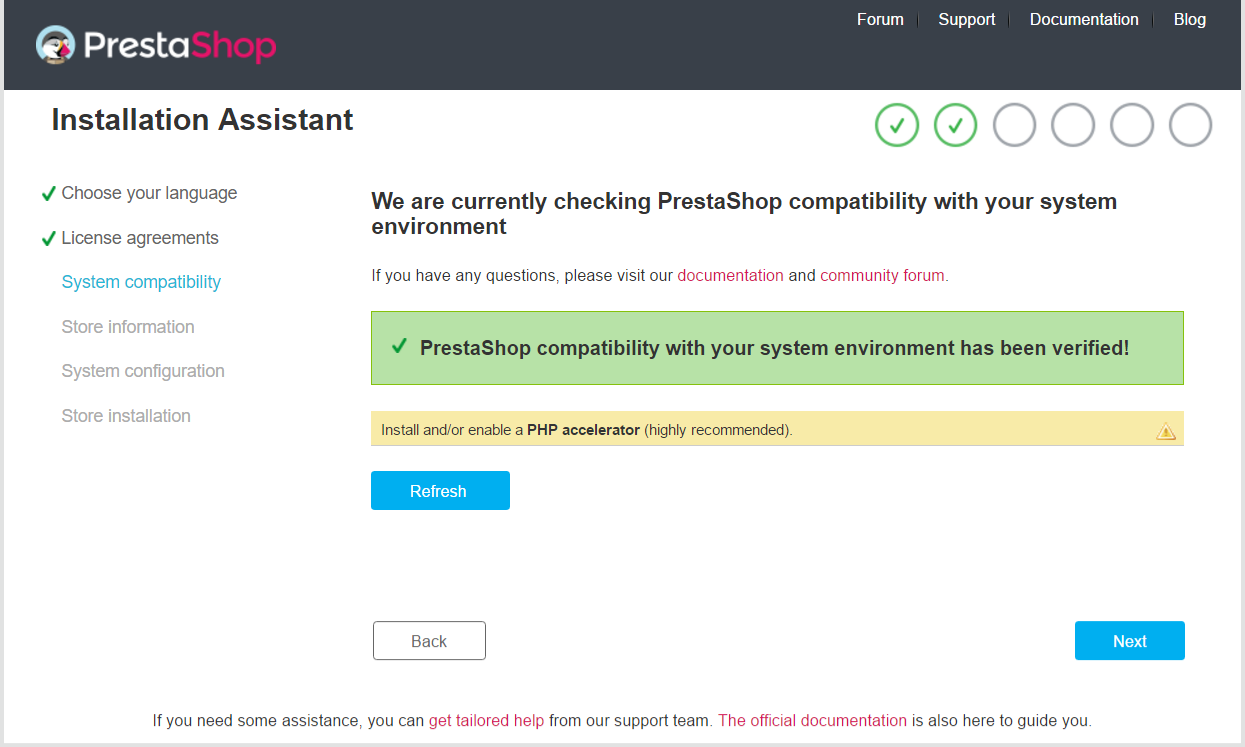 PrestaShop
Forum
Support
Documentation
Blog
Installation Assistant
Choose your language
License agreements
System compatibility
Store information
System configuration
Store installation
We are currently checking PrestaShop compatibility with your system
environment
If you have any questions, please visit our documentation and community forum.
PrestaShop compatibility with your system environment has been verified!
Install and/or enable a PHP accelerator (highly recommended).
Refresh
Back
Next
If you need some assistance, you can get tailored help from our support team. The official documentation is also here to guide you.